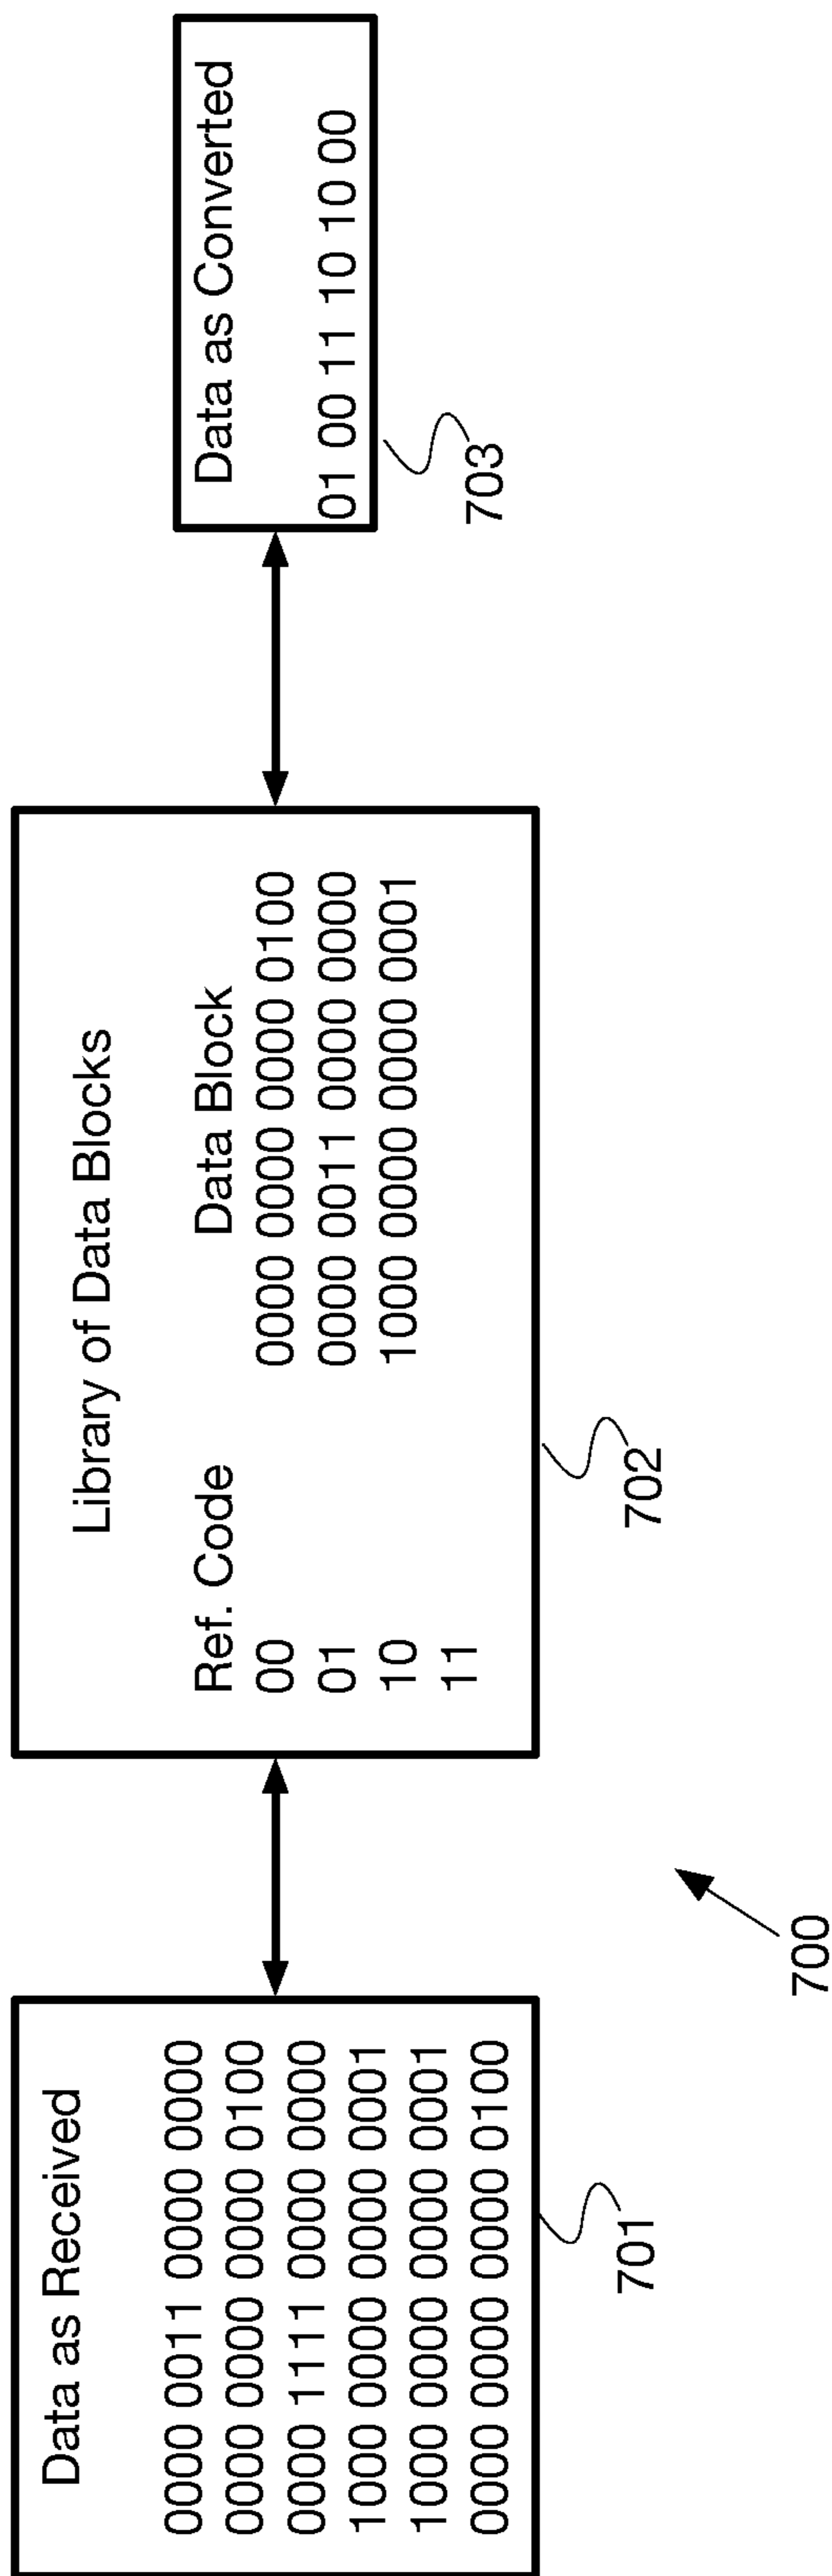 Data as Received
0000 0011 0000 0000
0000 0000 0000 0100
0000 1111 0000 0000
1000 0000 0000 0001
1000 0000 0000 0001
0000 0000 0000 0100
701
Library of Data Blocks
Ref. Code Data Block
00 0000 0000 0000 0100
01 0000 0011 0000 0000
10 1000 0000 0000 0001
11
702
Data as Converted
01 00 11 10 10 00
703
700